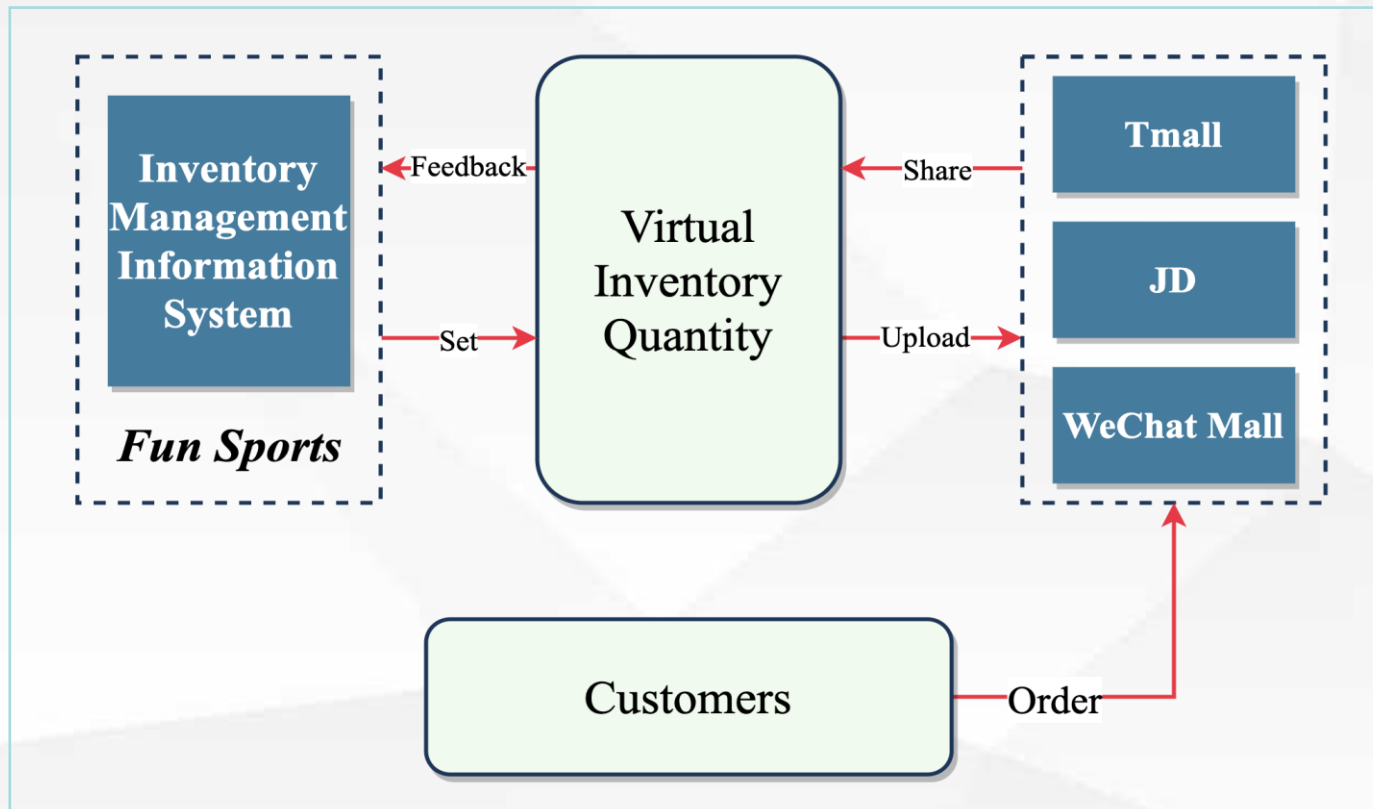 Inventory
Management
Information
System
Fun Sports
Feedback
Set
Virtual
Inventory
Quantity
Share
Upload
Tmall
JD
WeChat Mall
Customers
Order